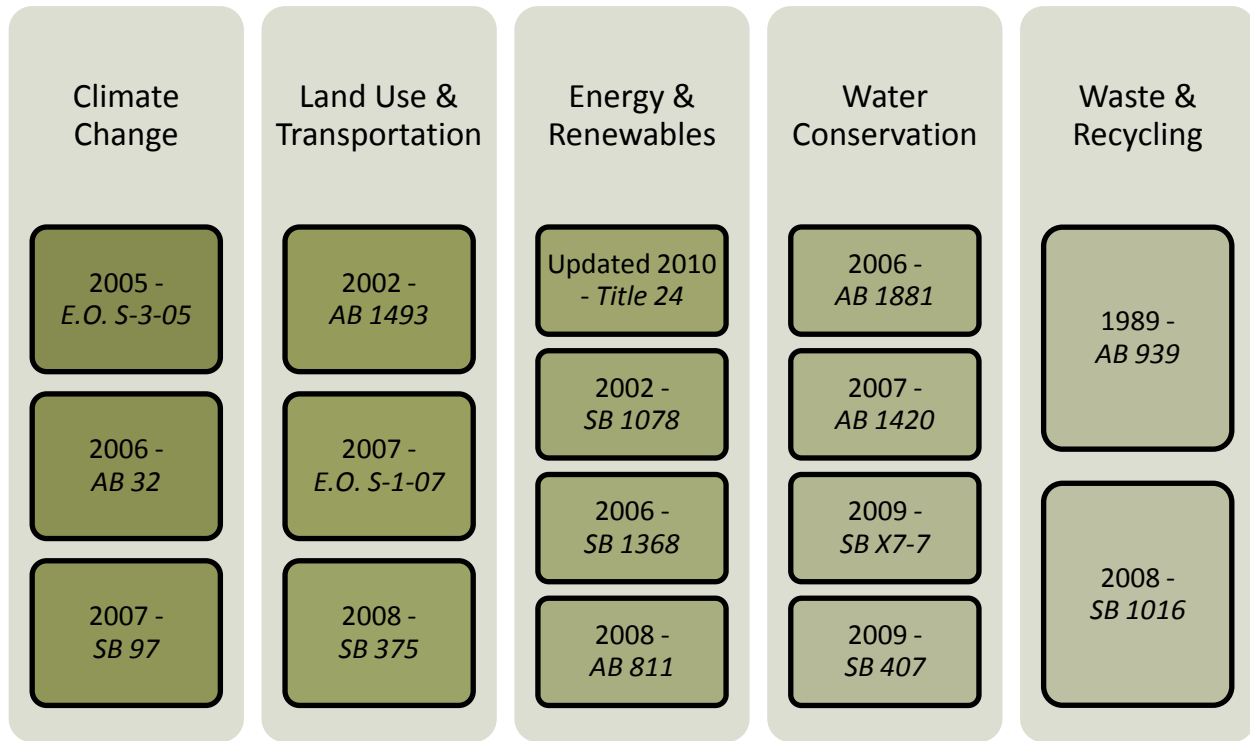 Climate
Change
2005 -
E.O. S-3-05
2006 -
AB 32
2007 -
SB 97
Land Use &
Transportation
2002 -
AB 1493
2007 -
E.O. S-1-07
2008 -
SB 375
Energy &
Renewables
Updated 2010
- Title 24
2002 -
SB 1078
2006 -
SB 1368
2008 -
AB 811
Water
Conservation
2006 -
AB 1881
2007 -
AB 1420
2009 -
SB X7-7
2009 -
SB 407
Waste &
Recycling
1989 -
AB 939
2008 -
SB 1016